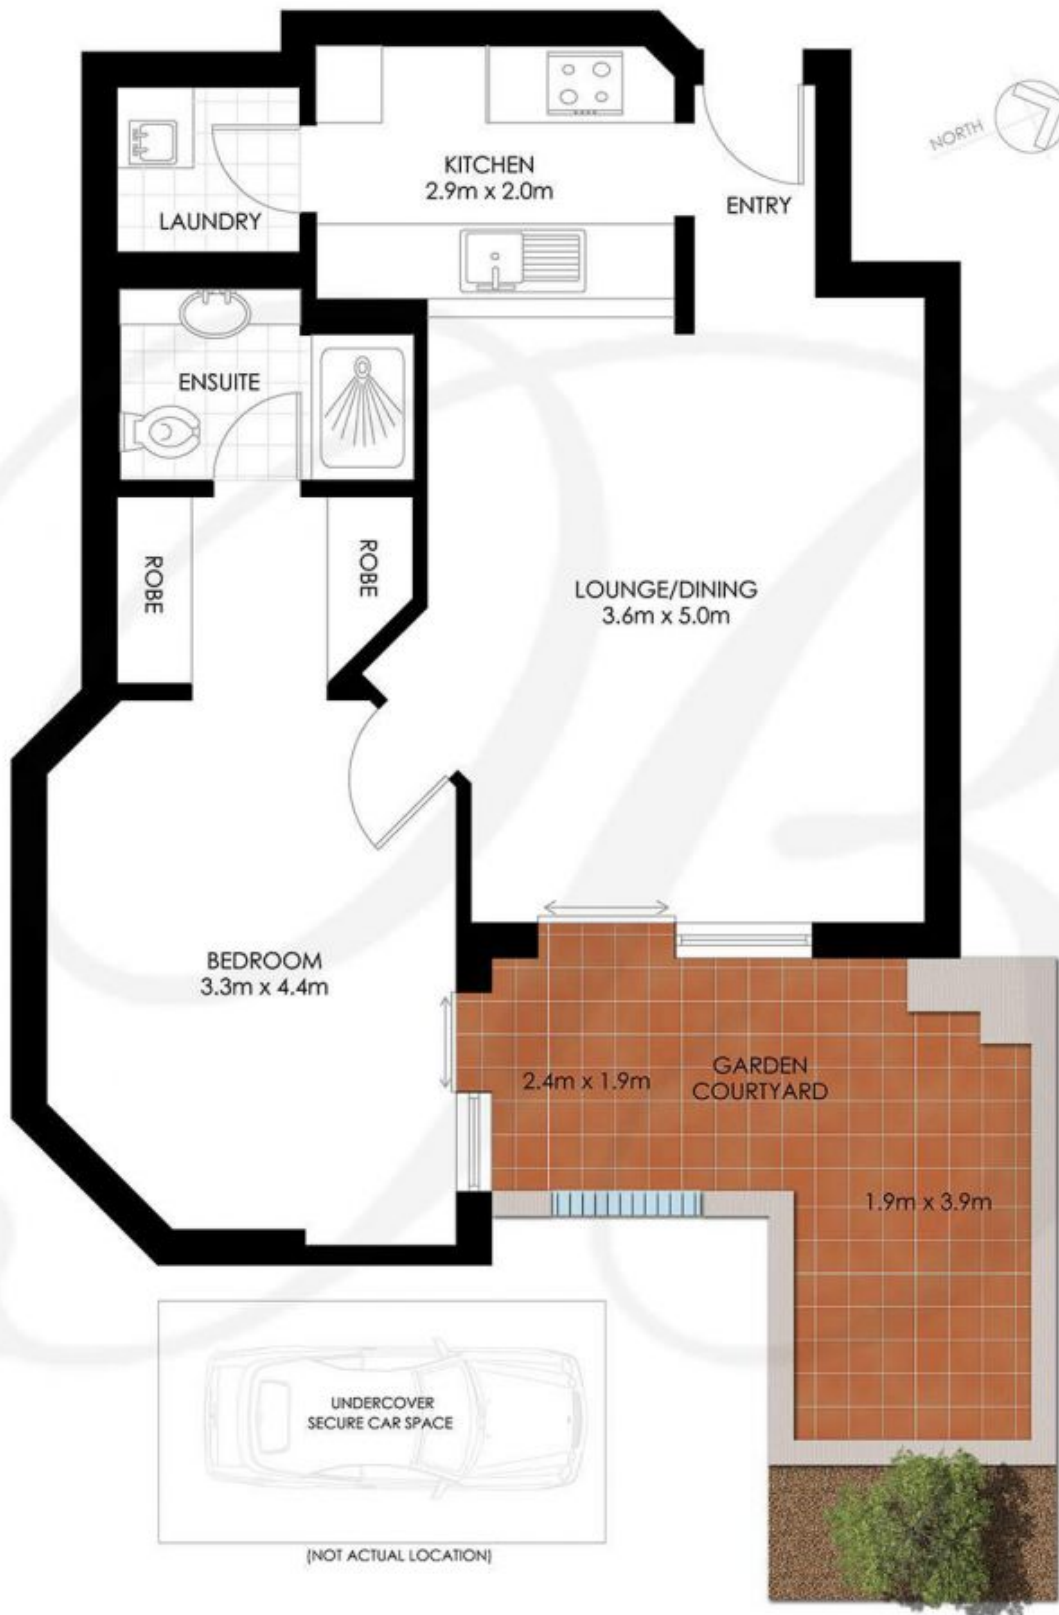 NORTH
KITCHEN
2.9m x 2.0m
ENTRY
LAUNDRY
ENSUITE
ROBE
ROBE
LOUNGE/DINING
3.6m x 5.0m
BEDROOM
3.3m x 4.4m
2.4m x 1.9m
GARDEN
COURTYARD
1.9m x 3.9m
UNDERCOVER
SECURE CAR SPACE
(NOT ACTUAL LOCATION)